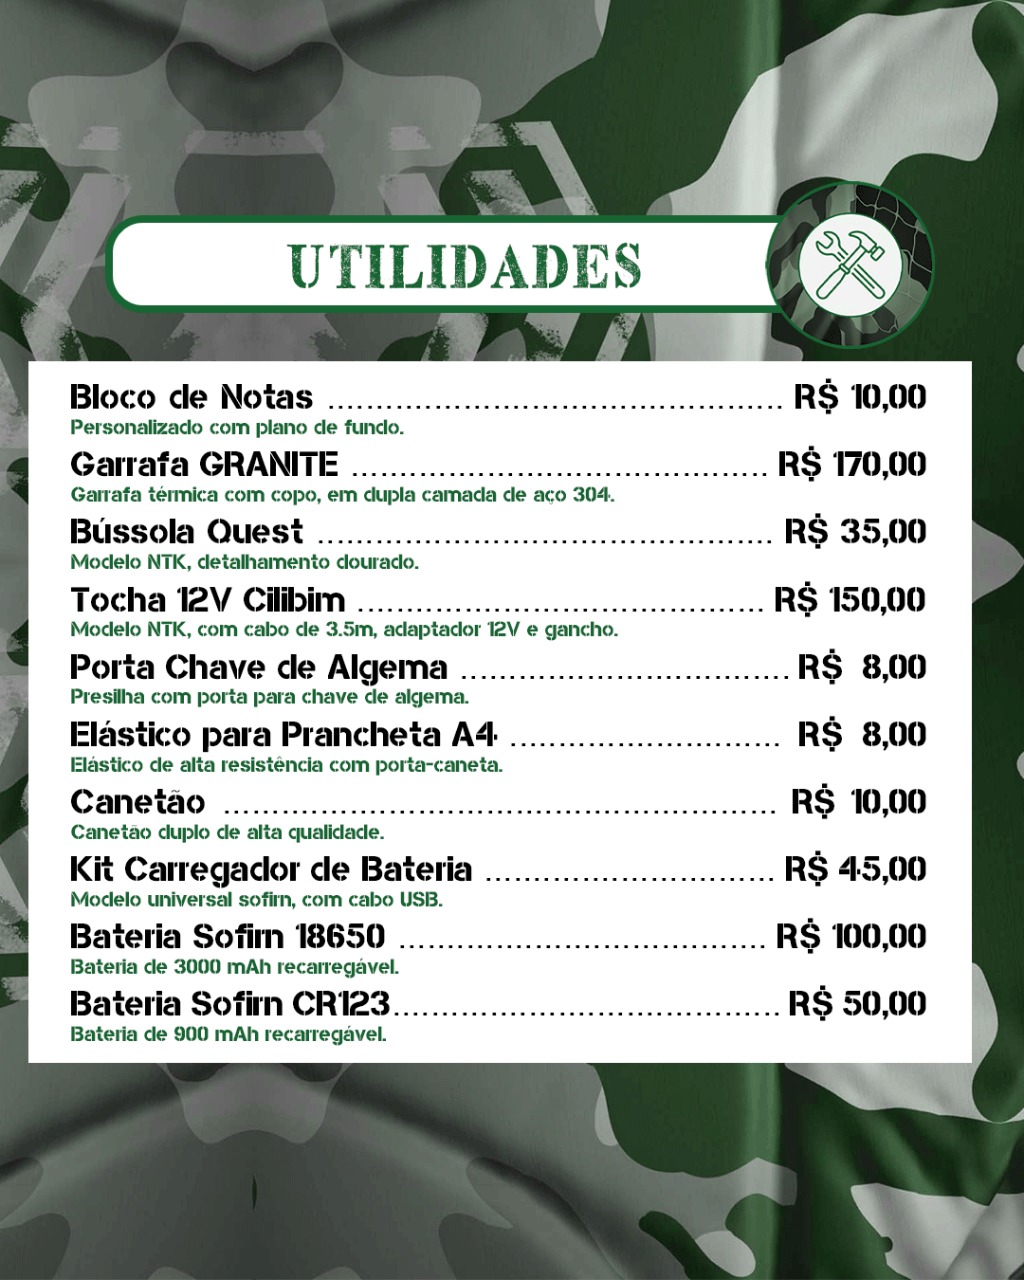 UTILIDADES
Bloco de Notas ........................................ R$ 10,00
Personalizado com plano de fundo.
Garrafa GRANITE ..................................... R$ 170,00
Garrafa térmica com copo, em dupla camada de aço 304.
Bússola Quest ........................................ R$ 35,00
Modelo NTK, detalhamento dourado.
Tocha 12V Cilibim .................................... R$ 150,00
Modelo NTK, com cabo de 3.5m, adaptador 12V e gancho.
Porta Chave de Algema ............................. R$ 8,00
Presilha com porta para chave de algema.
Elástico para Prancheta A4 ........................ R$ 8,00
Elástico de alta resistência com porta-caneta.
Canetão ................................................. R$ 10,00
Canetão duplo de alta qualidade.
Kit Carregador de Bateria ......................... R$ 45,00
Modelo universal sofirn, com cabo USB.
Bateria Sofirn 18650 ................................ R$ 100,00
Bateria de 3000 mAh recarregável.
Bateria Sofirn CR123.................................. R$ 50,00
Bateria de 900 mAh recarregável.